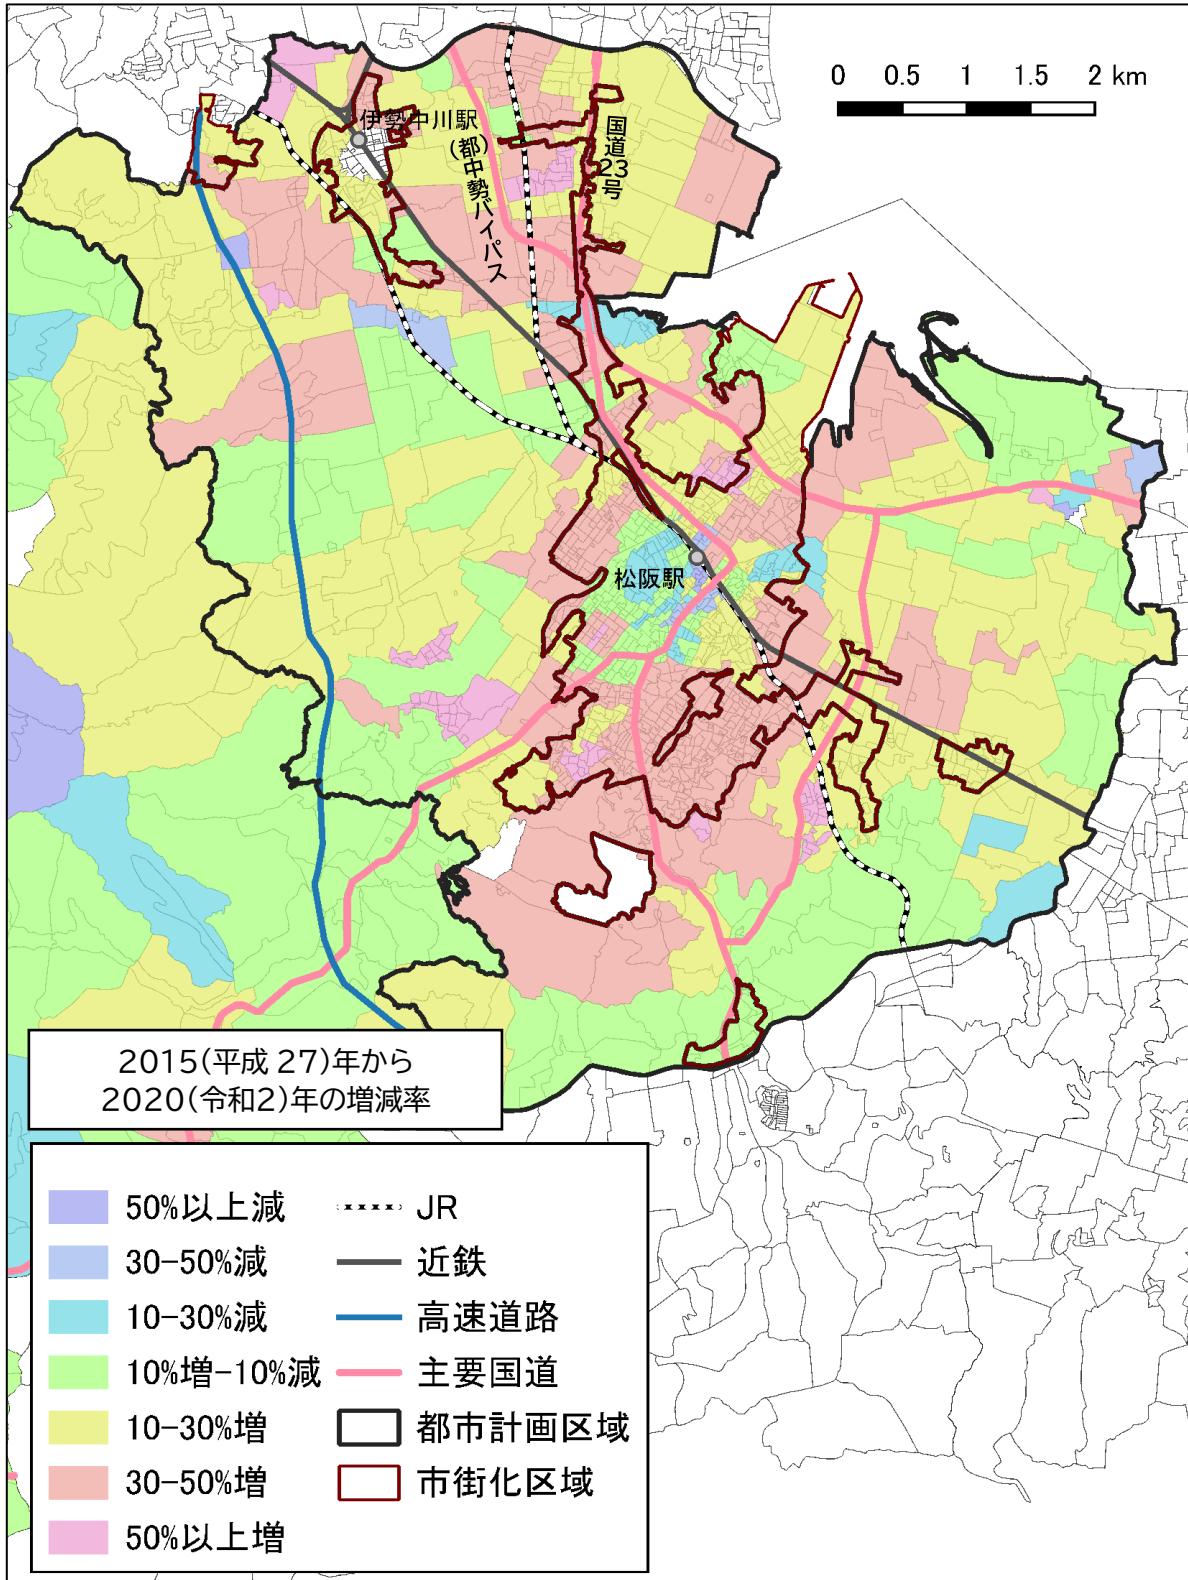 0 0.5 1 1.5 2 km
伊勢中川駅
(都)中勢バイパス
国道23号
松阪駅
2015(平成 27)年から
2020(令和2)年の増減率
50%以上減
30-50%減
10-30%減
10%増-10%減
10-30%増
30-50%増
50%以上増
JR
近鉄
高速道路
主要国道
都市計画区域
市街化区域